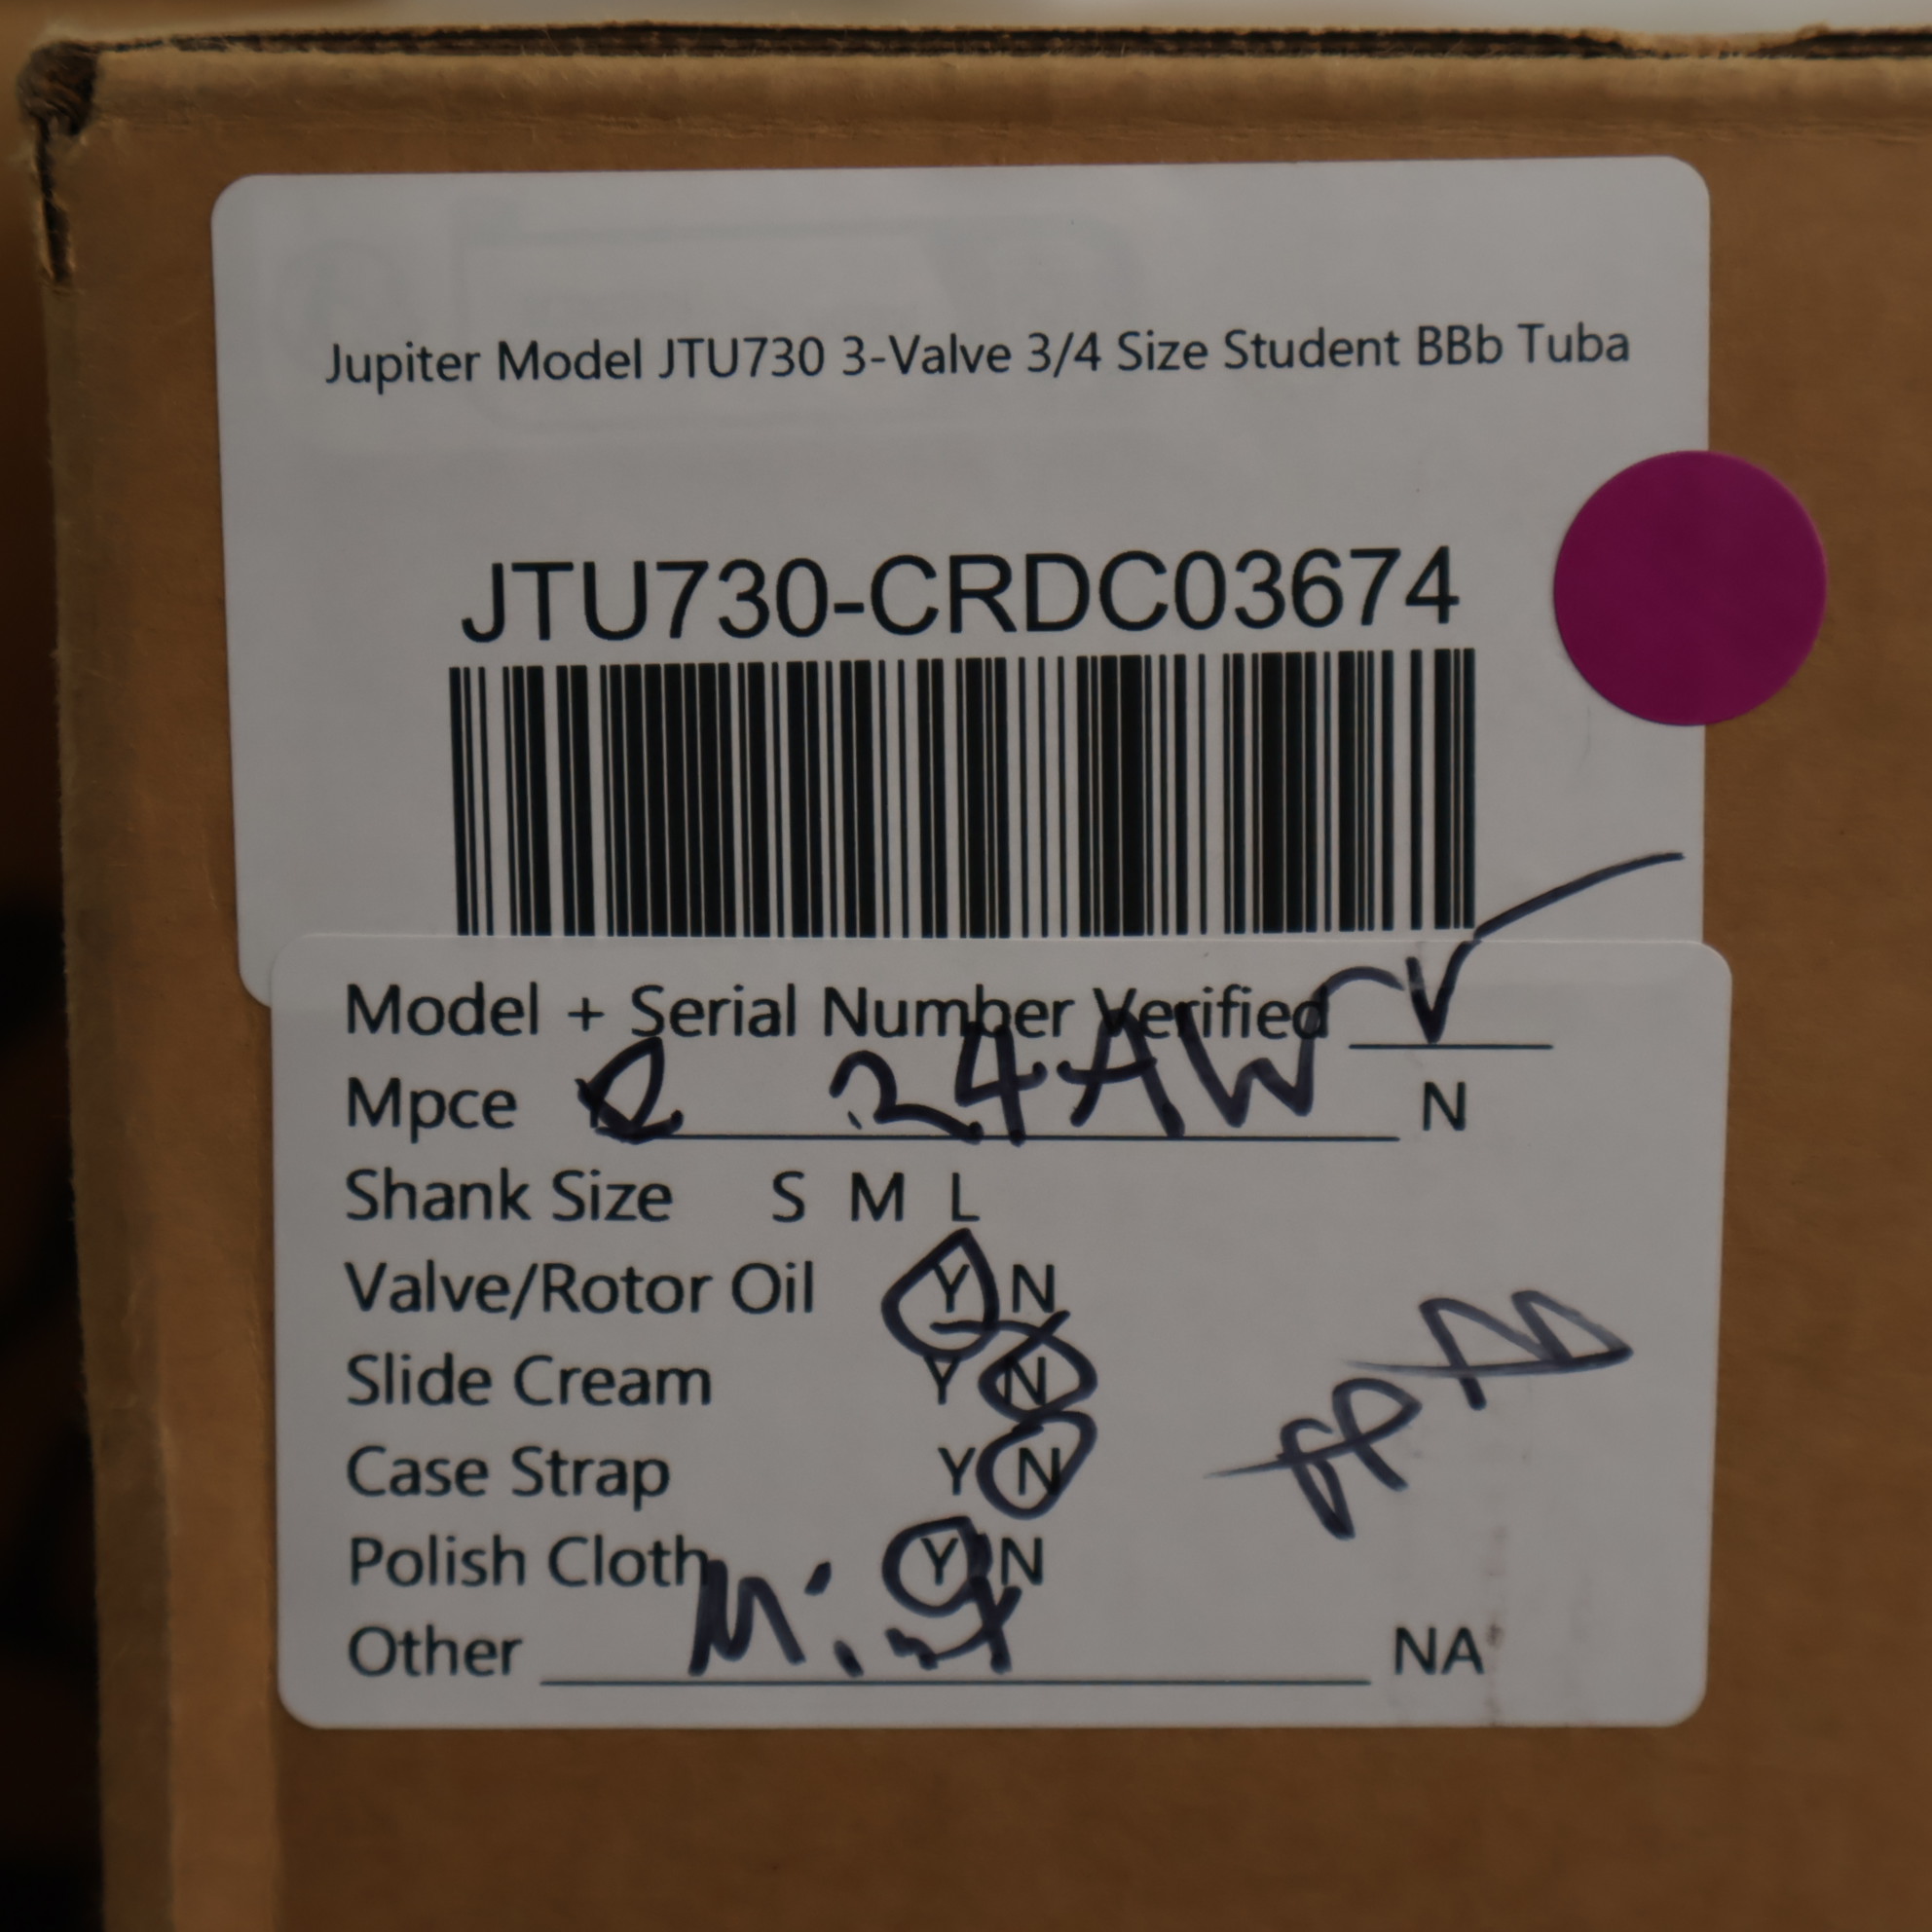 Jupiter Model JTU730 3-Valve 3/4 Size Student BBb Tuba
JTU730-CRDC03674
Model + Serial Number Verified ✓
Mpce 24AW N
Shank Size S M L
Valve/Rotor Oil Y N
Slide Cream Y N
Case Strap Y N
Polish Cloth Y N
Other Mint NA